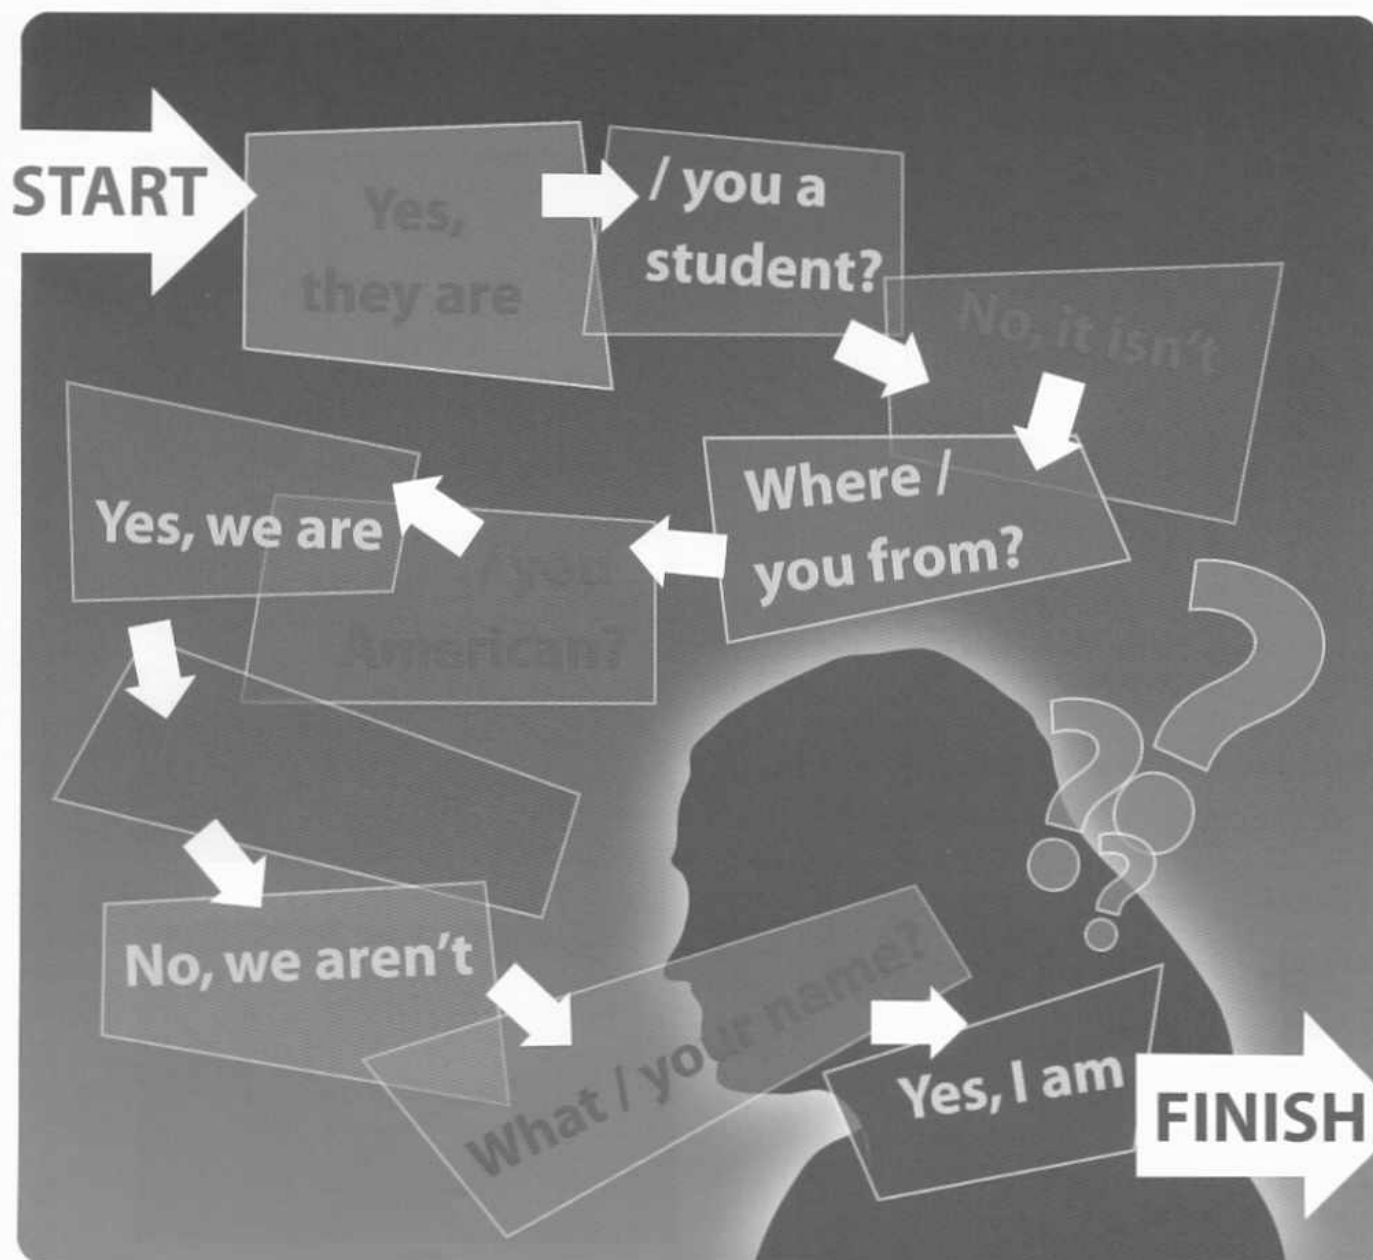 START
Yes,
they are
/ you a
student?
No, it isn't
Where /
you from?
/ you
American?
Yes, we are
No, we aren't
What / your name?
Yes, I am
FINISH